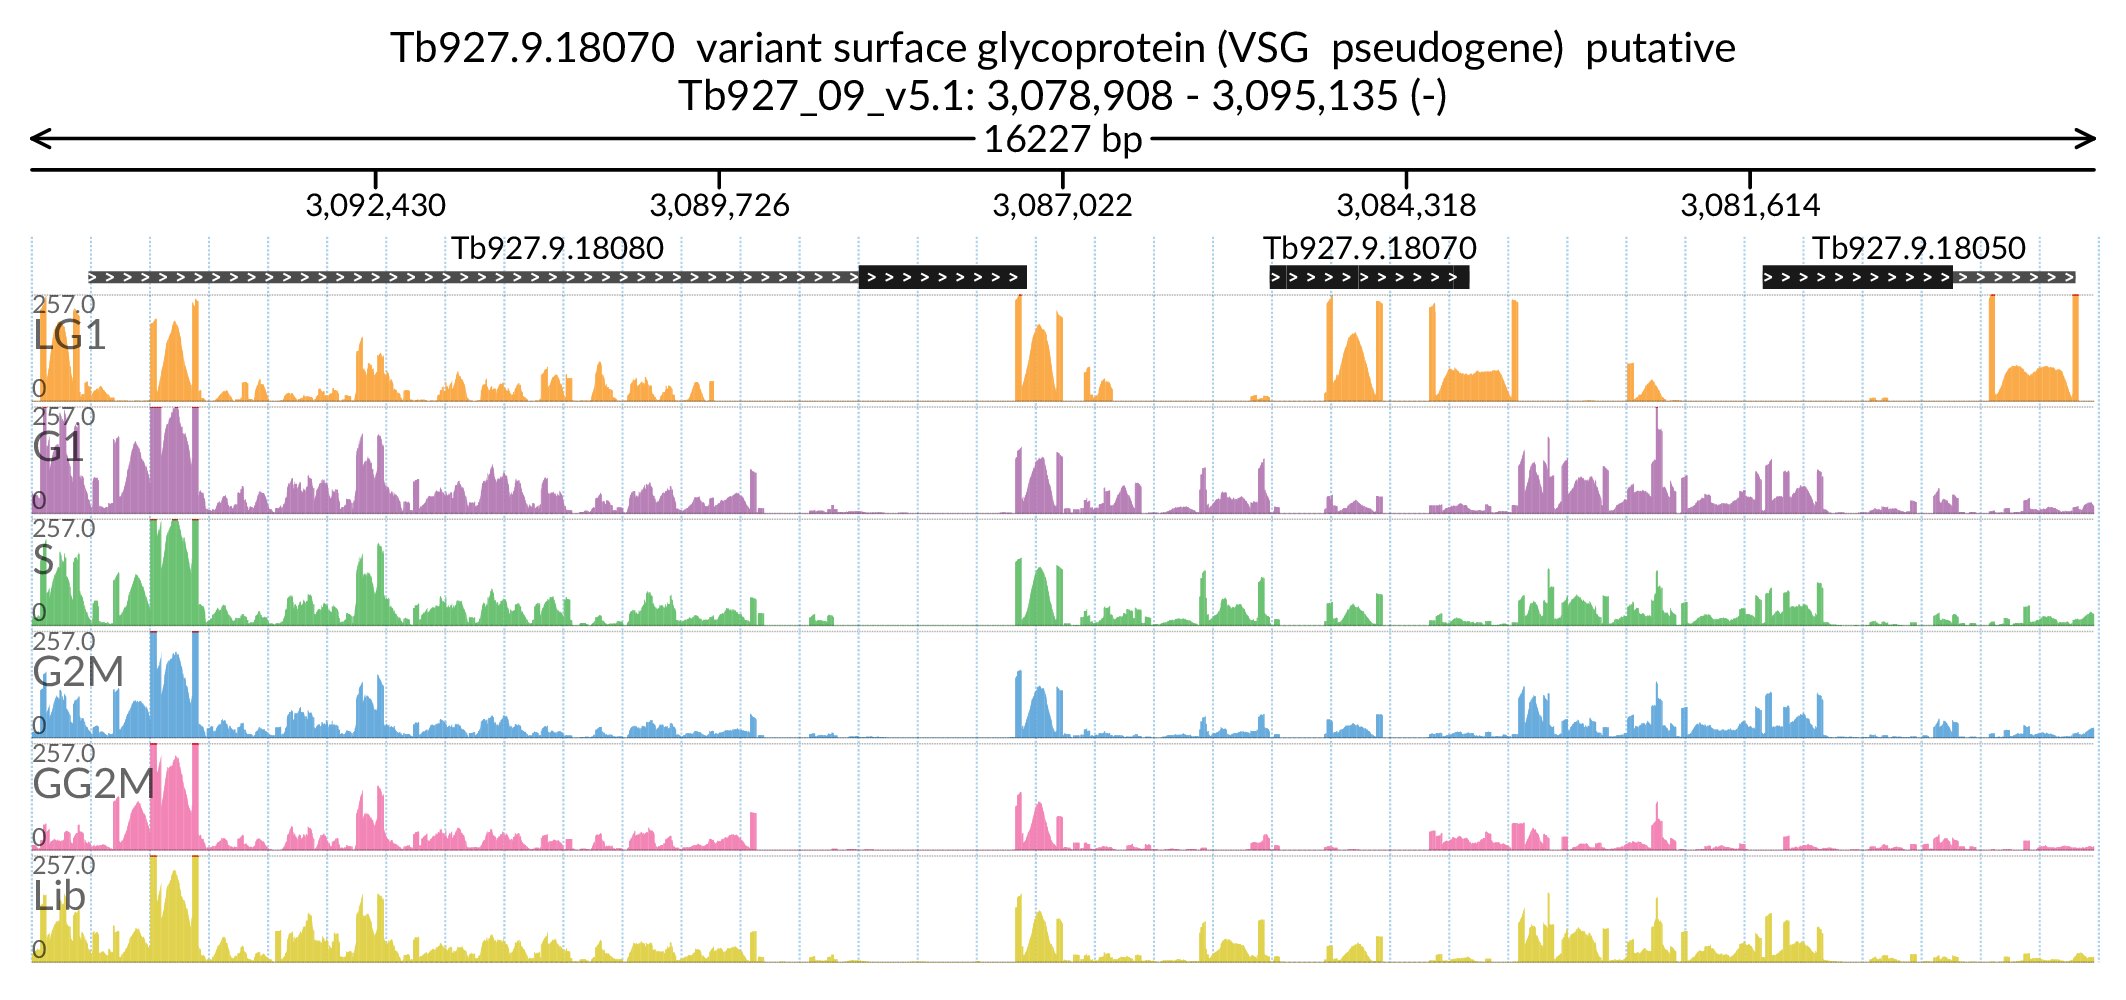 Tb927.9.18070 variant surface glycoprotein (VSG pseudogene) putative
Tb927_09_v5.1: 3,078,908 - 3,095,135 (-)
16227 bp
3,092,430 3,089,726 3,087,022 3,084,318 3,081,614
Tb927.9.18080 Tb927.9.18070 Tb927.9.18050
257.0
LG1
0
257.0
G1
0
257.0
S
0
257.0
G2M
0
257.0
GG2M
0
257.0
Lib
0